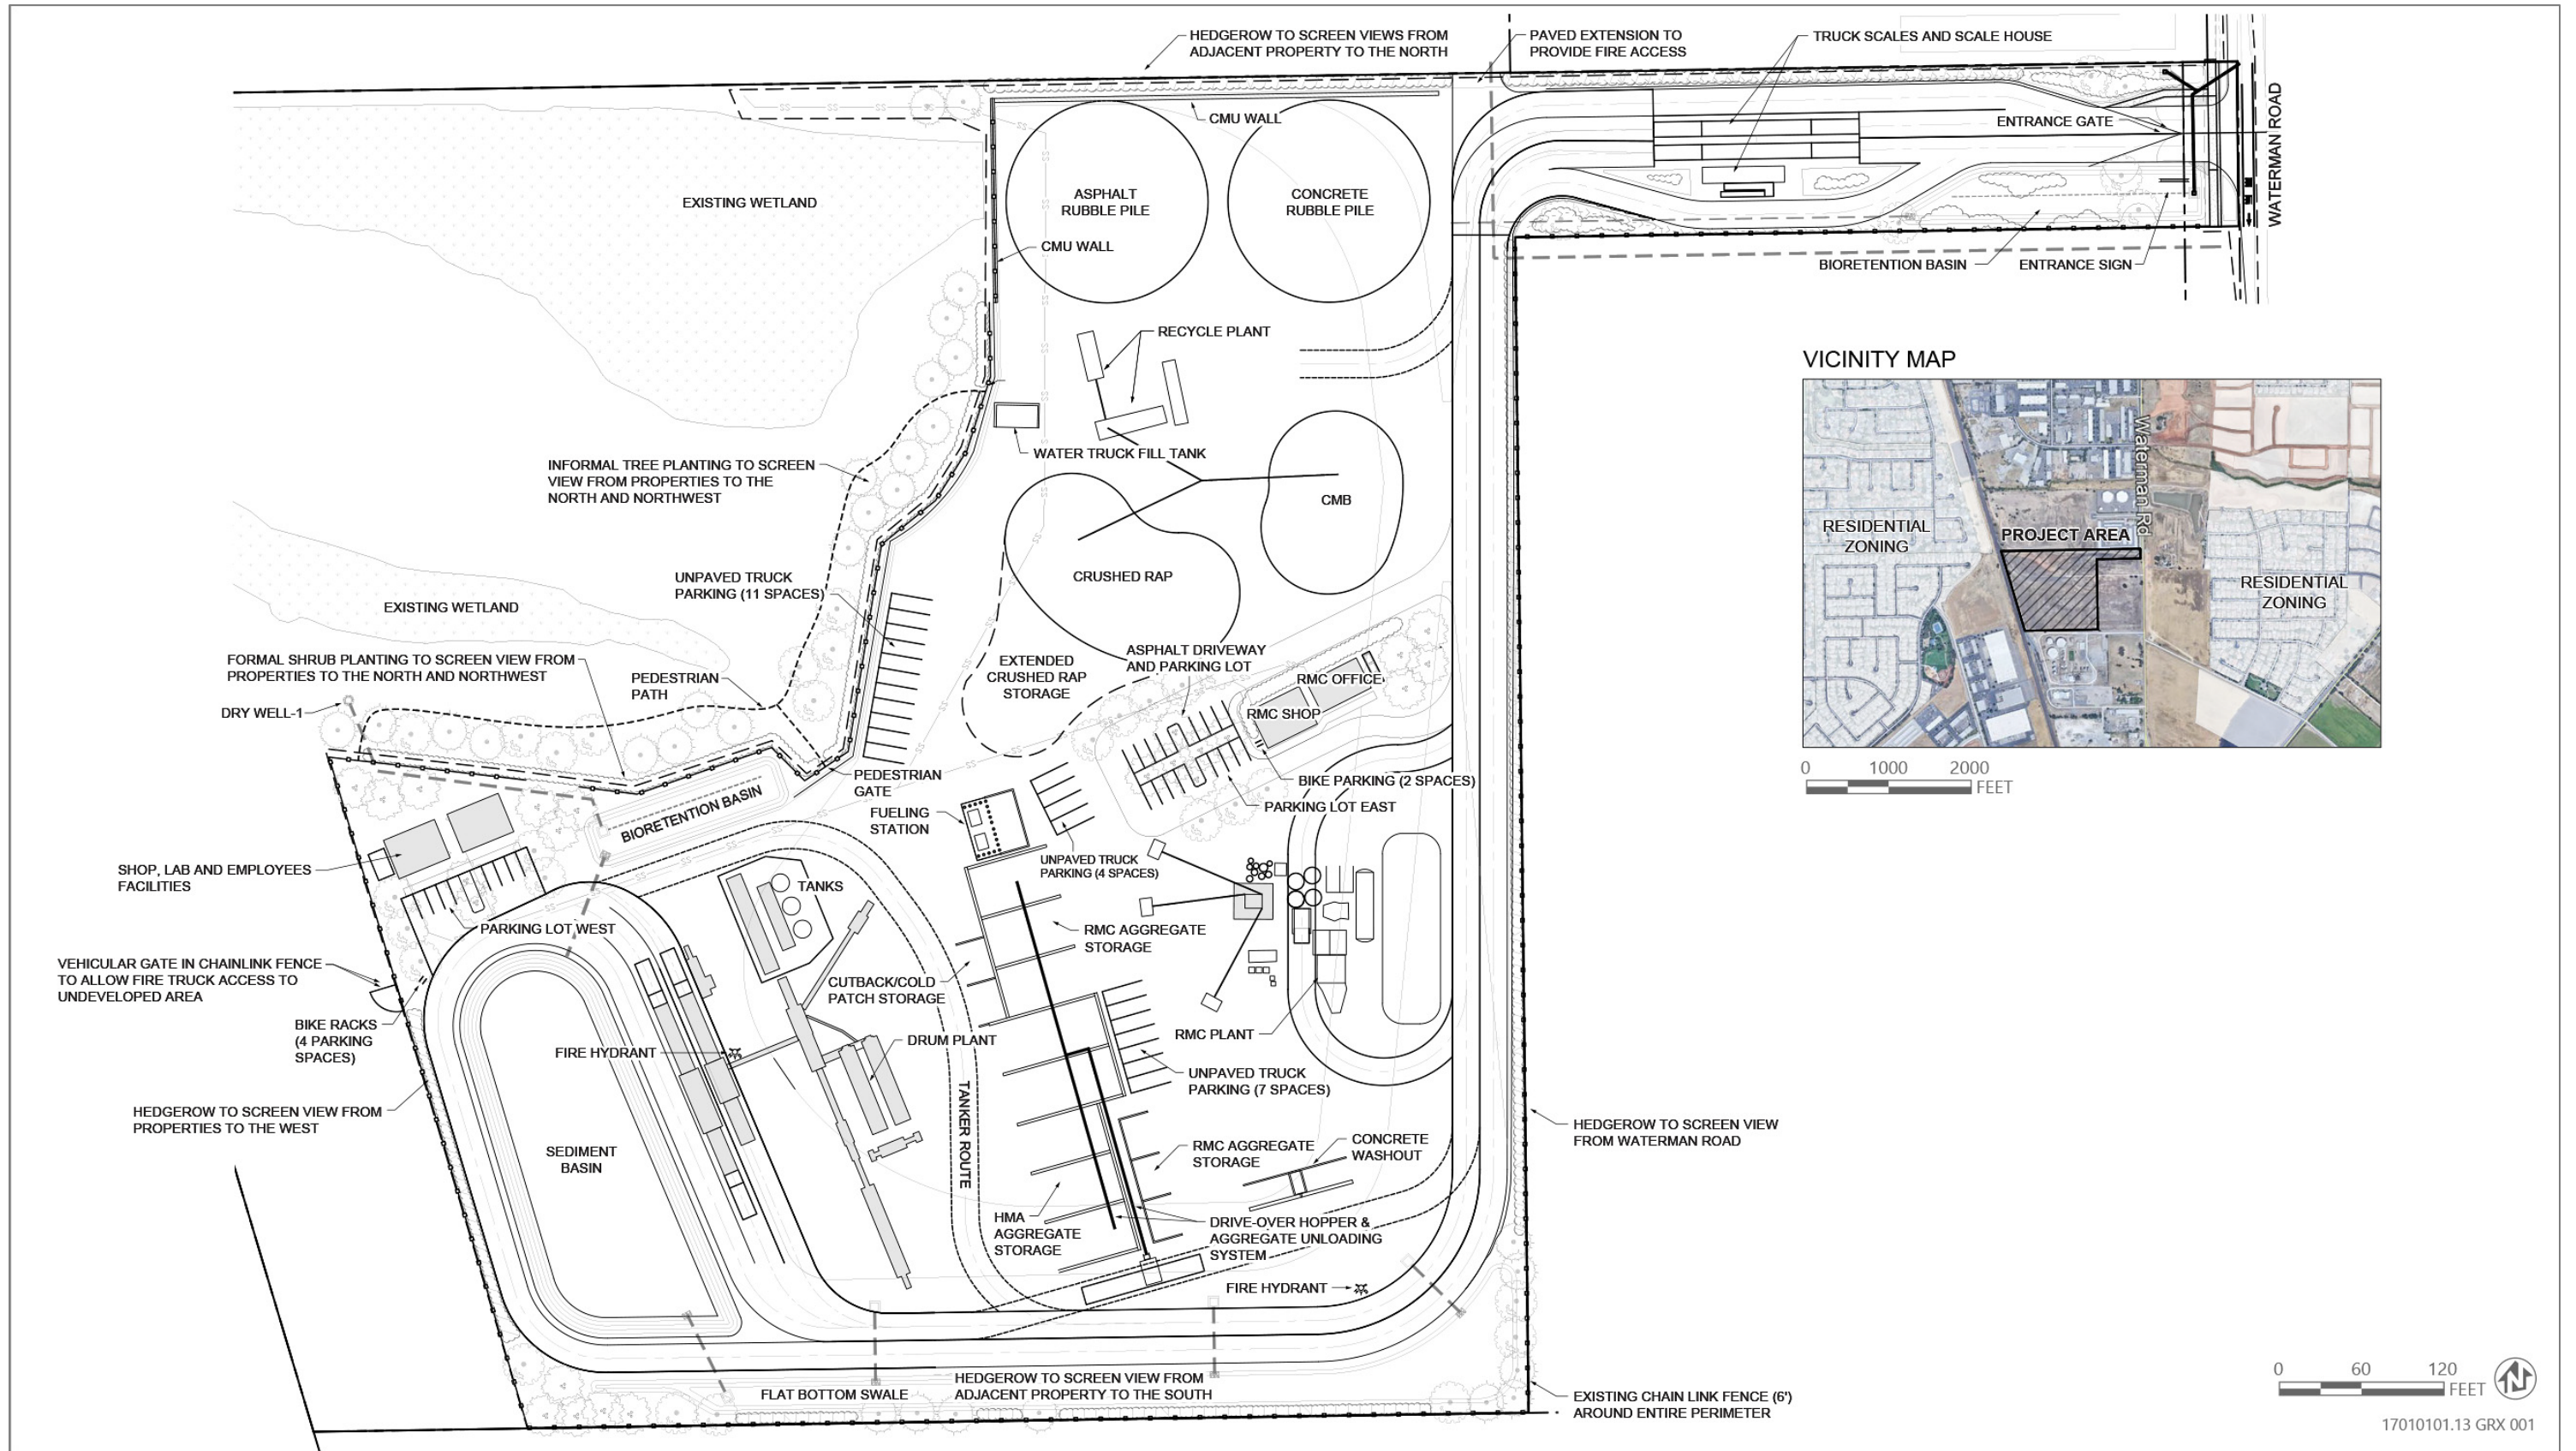 HEDGEROW TO SCREEN VIEWS FROM
ADJACENT PROPERTY TO THE NORTH
PAVED EXTENSION TO
PROVIDE FIRE ACCESS
TRUCK SCALES AND SCALE HOUSE
WATERMAN ROAD
CMU WALL
ENTRANCE GATE
EXISTING WETLAND
ASPHALT
RUBBLE PILE
CONCRETE
RUBBLE PILE
CMU WALL
BIORETENTION BASIN
ENTRANCE SIGN
RECYCLE PLANT
VICINITY MAP
Waterman Rd
RESIDENTIAL
ZONING
PROJECT AREA
RESIDENTIAL
ZONING
0 1000 2000
FEET
WATER TRUCK FILL TANK
INFORMAL TREE PLANTING TO SCREEN
VIEW FROM PROPERTIES TO THE
NORTH AND NORTHWEST
CMB
UNPAVED TRUCK
PARKING (11 SPACES)
CRUSHED RAP
EXISTING WETLAND
FORMAL SHRUB PLANTING TO SCREEN VIEW FROM
PROPERTIES TO THE NORTH AND NORTHWEST
PEDESTRIAN
PATH
EXTENDED
CRUSHED RAP
STORAGE
ASPHALT DRIVEWAY
AND PARKING LOT
RMC OFFICE
RMC SHOP
DRY WELL-1
PEDESTRIAN
GATE
BIKE PARKING (2 SPACES)
PARKING LOT EAST
BIORETENTION BASIN
FUELING
STATION
UNPAVED TRUCK
PARKING (4 SPACES)
SHOP, LAB AND EMPLOYEES
FACILITIES
TANKS
PARKING LOT WEST
RMC AGGREGATE
STORAGE
VEHICULAR GATE IN CHAINLINK FENCE
TO ALLOW FIRE TRUCK ACCESS TO
UNDEVELOPED AREA
CUTBACK/COLD
PATCH STORAGE
BIKE RACKS
(4 PARKING
SPACES)
FIRE HYDRANT
DRUM PLANT
RMC PLANT
UNPAVED TRUCK
PARKING (7 SPACES)
TANKER ROUTE
HEDGEROW TO SCREEN VIEW FROM
PROPERTIES TO THE WEST
SEDIMENT
BASIN
RMC AGGREGATE
STORAGE
CONCRETE
WASHOUT
HEDGEROW TO SCREEN VIEW
FROM WATERMAN ROAD
HMA
AGGREGATE
STORAGE
DRIVE-OVER HOPPER &
AGGREGATE UNLOADING
SYSTEM
FIRE HYDRANT
FLAT BOTTOM SWALE
HEDGEROW TO SCREEN VIEW FROM
ADJACENT PROPERTY TO THE SOUTH
EXISTING CHAIN LINK FENCE (6')
AROUND ENTIRE PERIMETER
0 60 120
FEET
N
17010101.13 GRX 001